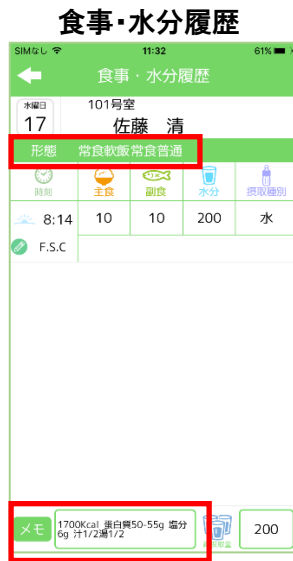 食事・水分履歴
SIMなし 11:32 61%
食事・水分履歴
水曜日 101号室
17 佐藤 清
形態 常食軟飯常食普通
時刻 主食 副食 水分 摂取種別
8:14 10 10 200 水
F.S.C
メモ 1700Kcal 蛋白質50-55g 塩分
6g 汁1/2湯1/2
200